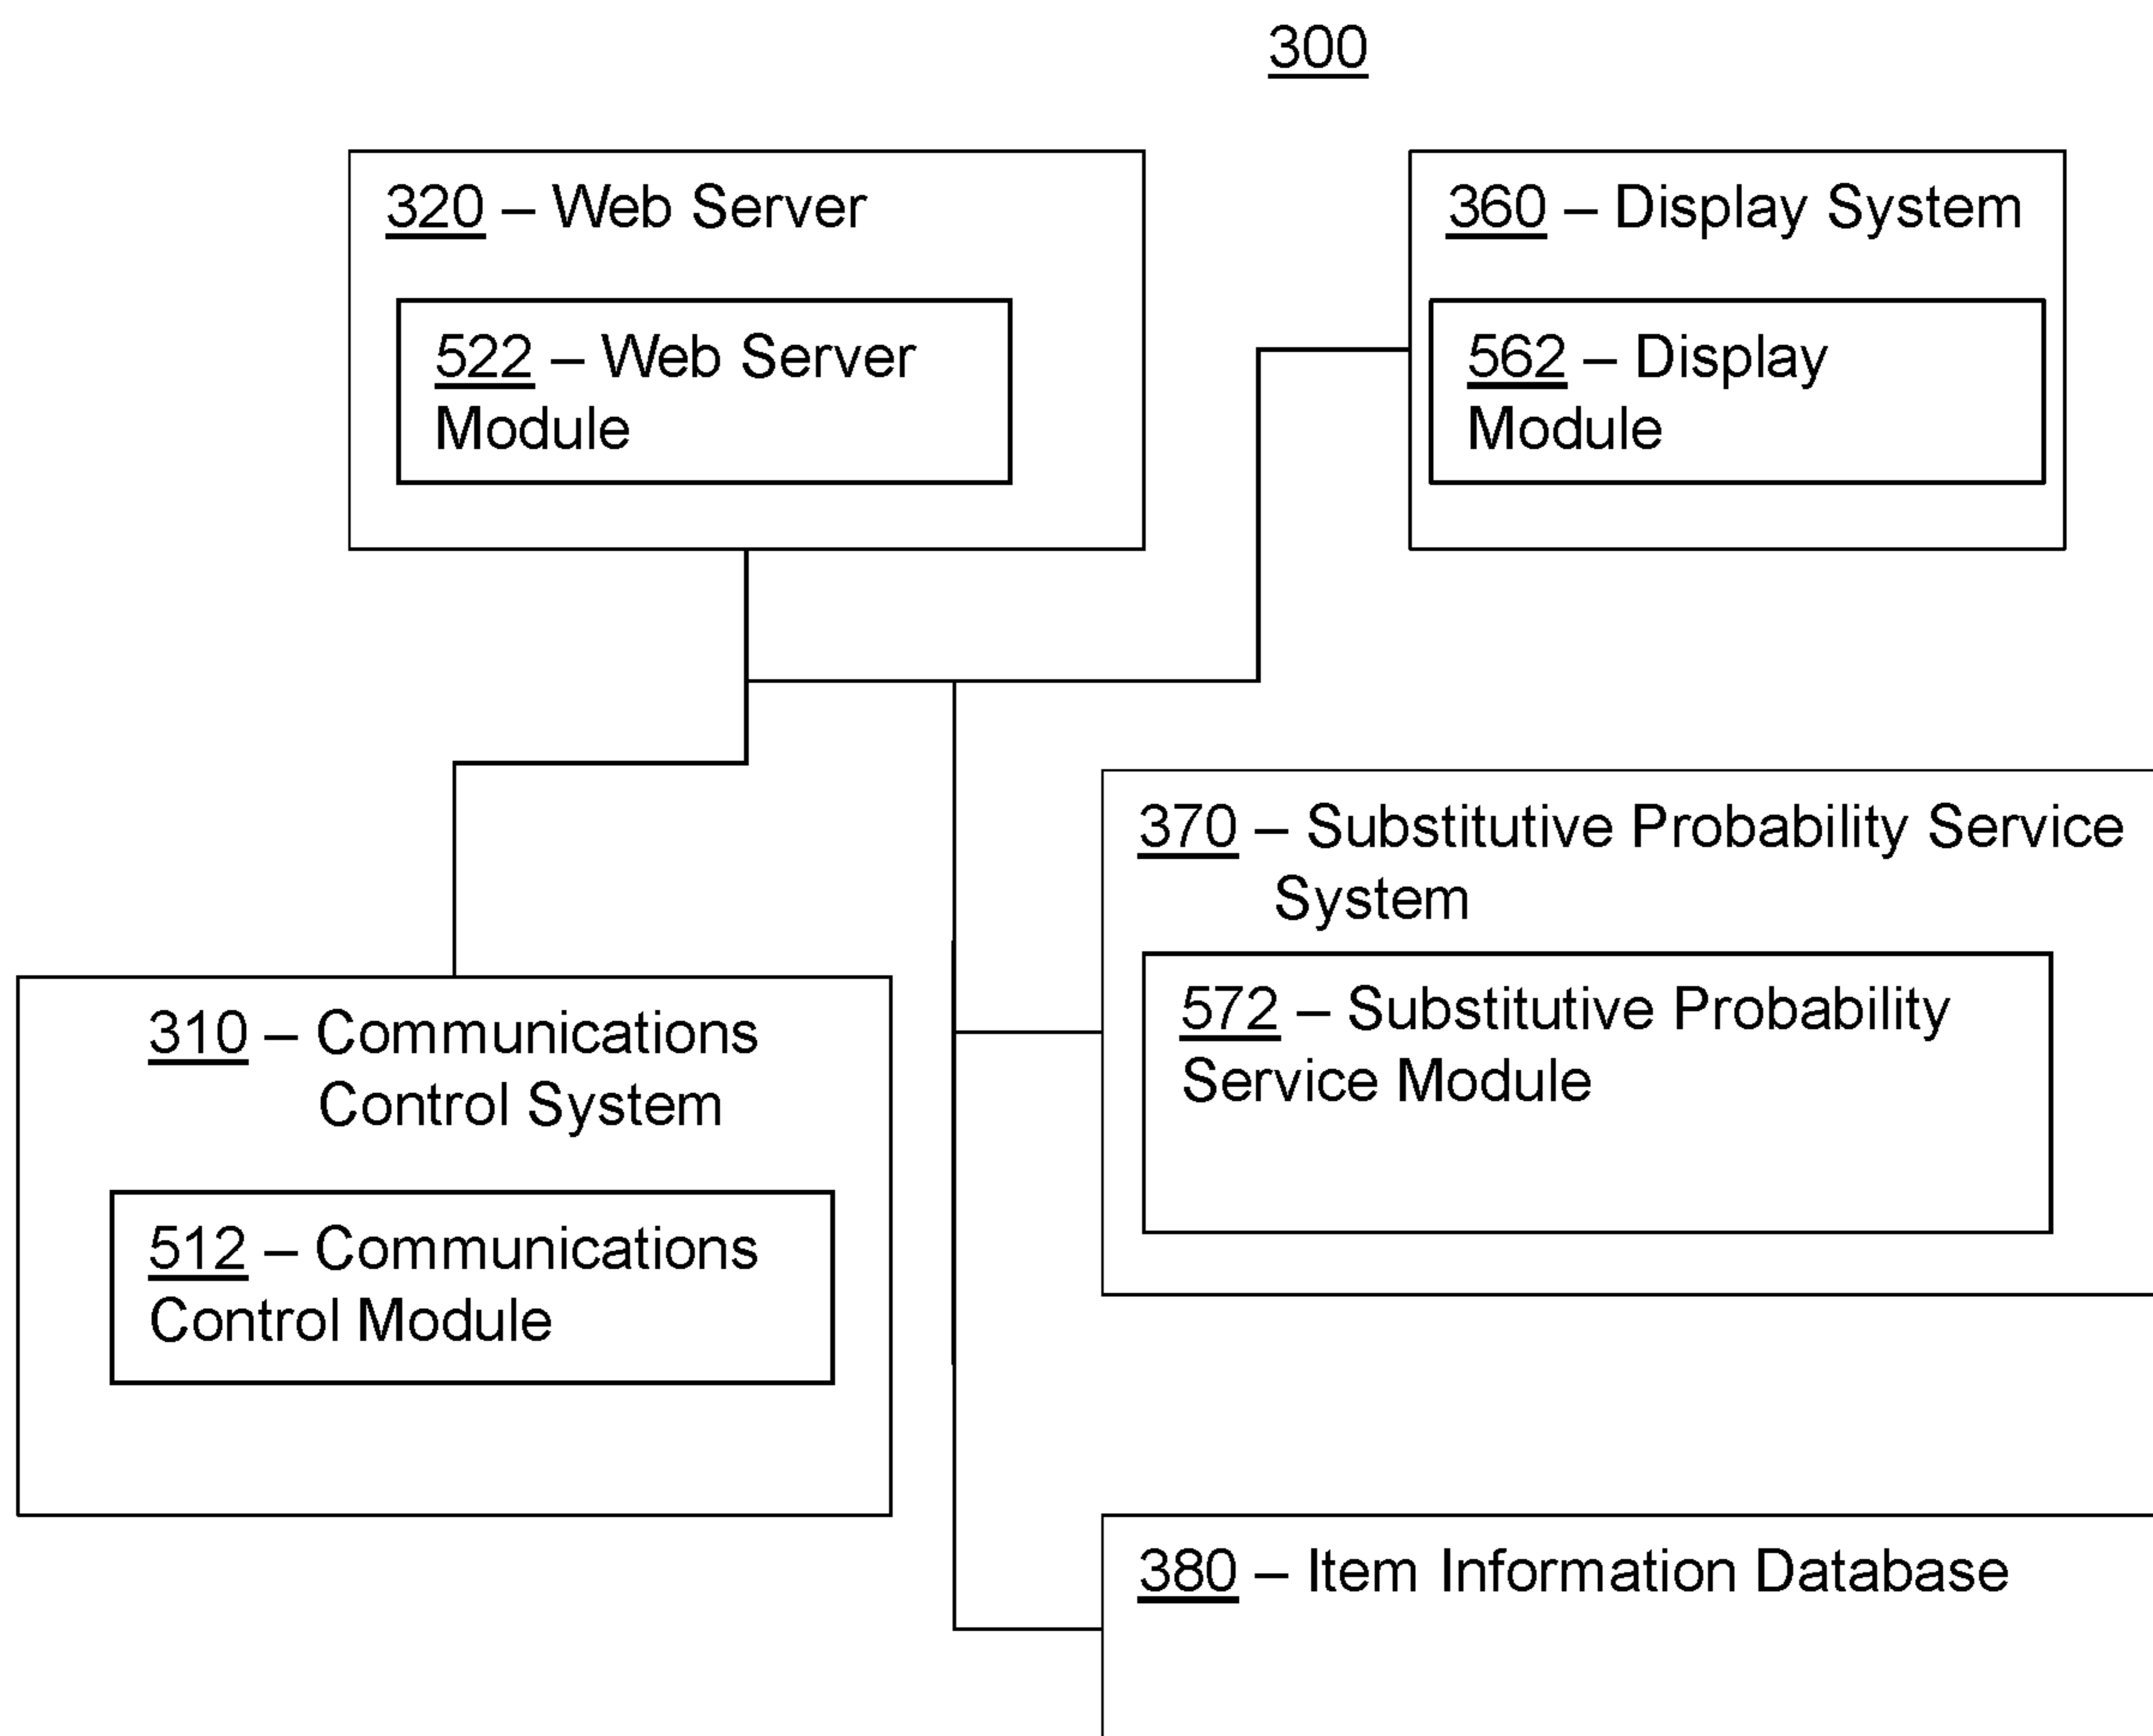 300
320 – Web Server
522 – Web Server
Module
360 – Display System
562 – Display
Module
370 – Substitutive Probability Service
System
572 – Substitutive Probability
Service Module
310 – Communications
Control System
512 – Communications
Control Module
380 – Item Information Database